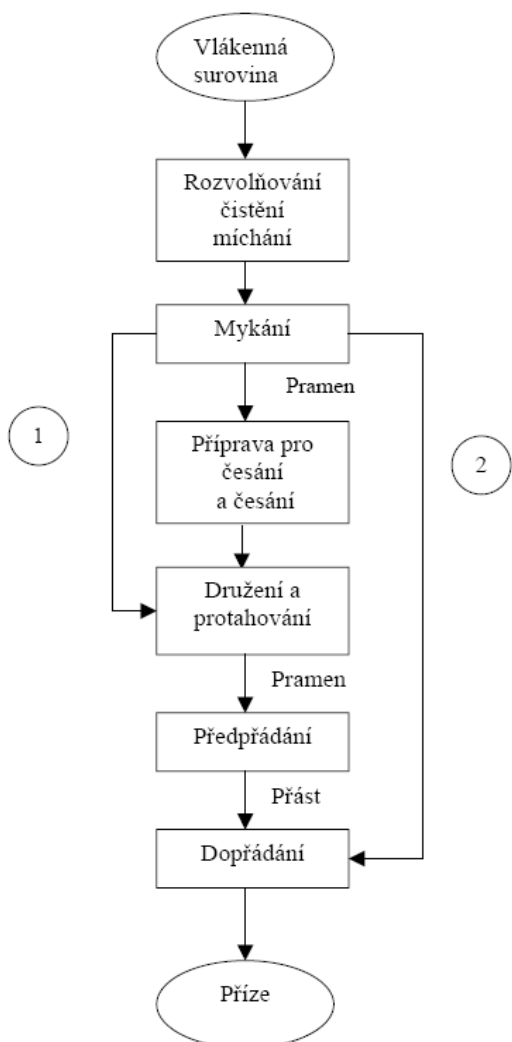 Vlákenná
surovina
Rozvolňování
čistění
míchání
Mykání
Pramen
1
Příprava pro
česání
a česání
2
Družení a
protahování
Pramen
Předpřádání
Přást
Dopřádání
Příze